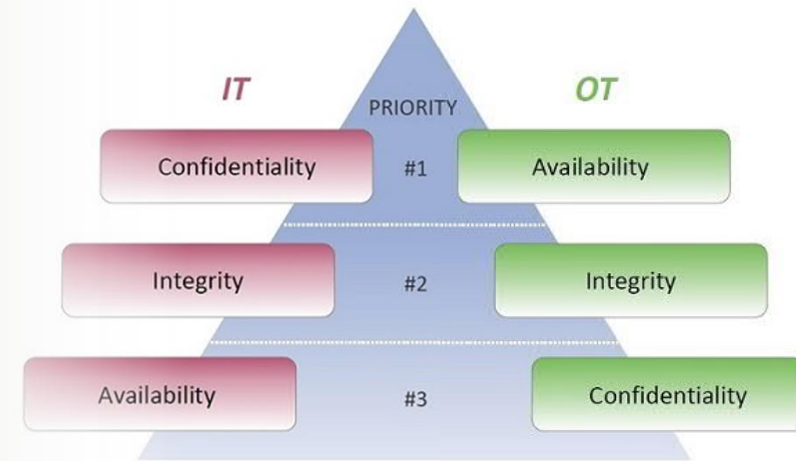 IT
OT
PRIORITY
Confidentiality
#1
Availability
Integrity
#2
Integrity
Availability
#3
Confidentiality